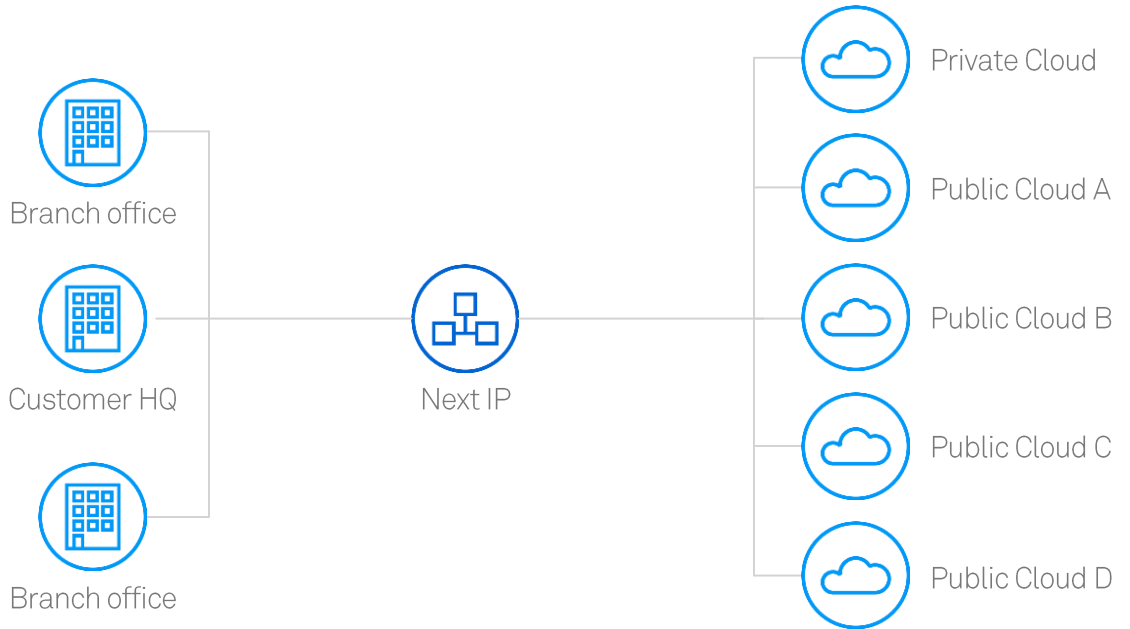 Branch office
Customer HQ
Branch office
Next IP
Private Cloud
Public Cloud A
Public Cloud B
Public Cloud C
Public Cloud D